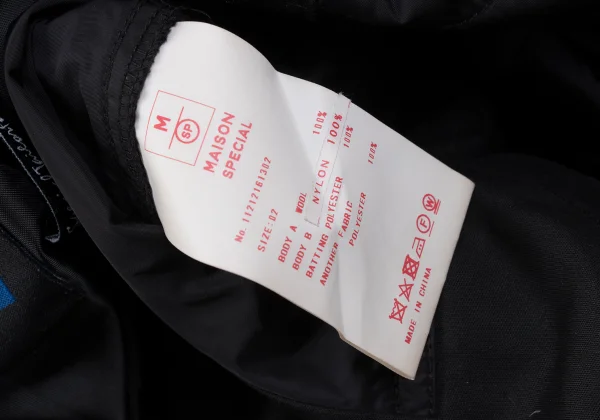 M
SP
MAISON
SPECIAL
No. 11212161302
SIZE:02
BODY A WOOL 100%
BODY B NYLON 100%
BATTING POLYESTER 100%
ANOTHER FABRIC
POLYESTER 100%
F W
MADE IN CHINA